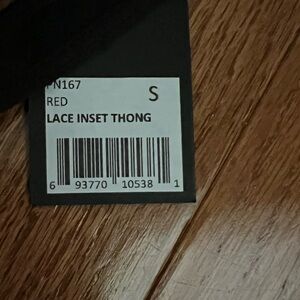 PN167
RED S
LACE INSET THONG
6 93770 10538 1